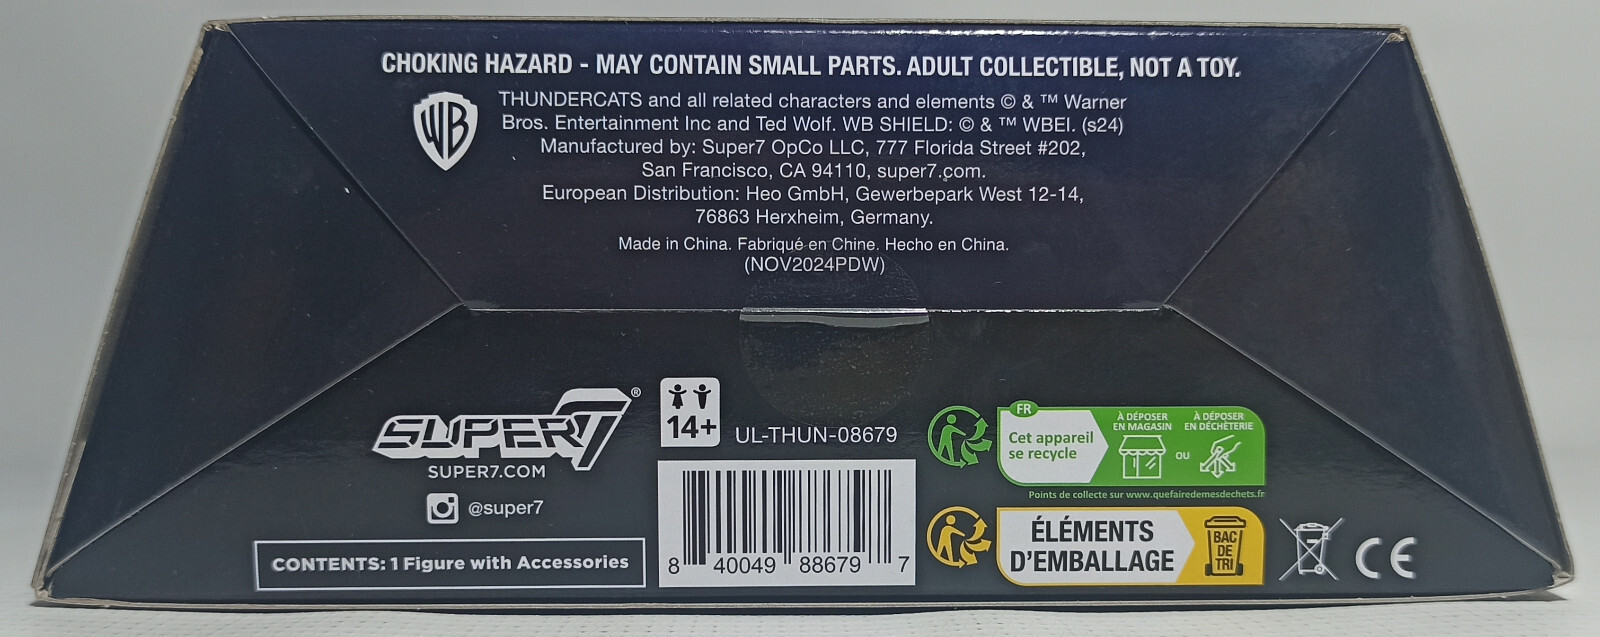 CHOKING HAZARD - MAY CONTAIN SMALL PARTS. ADULT COLLECTIBLE, NOT A TOY.
WB
THUNDERCATS and all related characters and elements © & ™ Warner
Bros. Entertainment Inc and Ted Wolf. WB SHIELD: © & ™ WBEI. (s24)
Manufactured by: Super7 OpCo LLC, 777 Florida Street #202,
San Francisco, CA 94110, super7.com.
European Distribution: Heo GmbH, Gewerbepark West 12-14,
76863 Herxheim, Germany.
Made in China. Fabriqué en Chine. Hecho en China.
(NOV2024PDW)
SUPER7®
SUPER7.COM
@super7
CONTENTS: 1 Figure with Accessories
14+
UL-THUN-08679
8 40049 88679 7
FR
Cet appareil
se recycle
À DÉPOSER
EN MAGASIN
OU
À DÉPOSER
EN DÉCHÈTERIE
Points de collecte sur www.quefairedemesdechets.fr
ÉLÉMENTS
D'EMBALLAGE
BAC
DE
TRI
CE